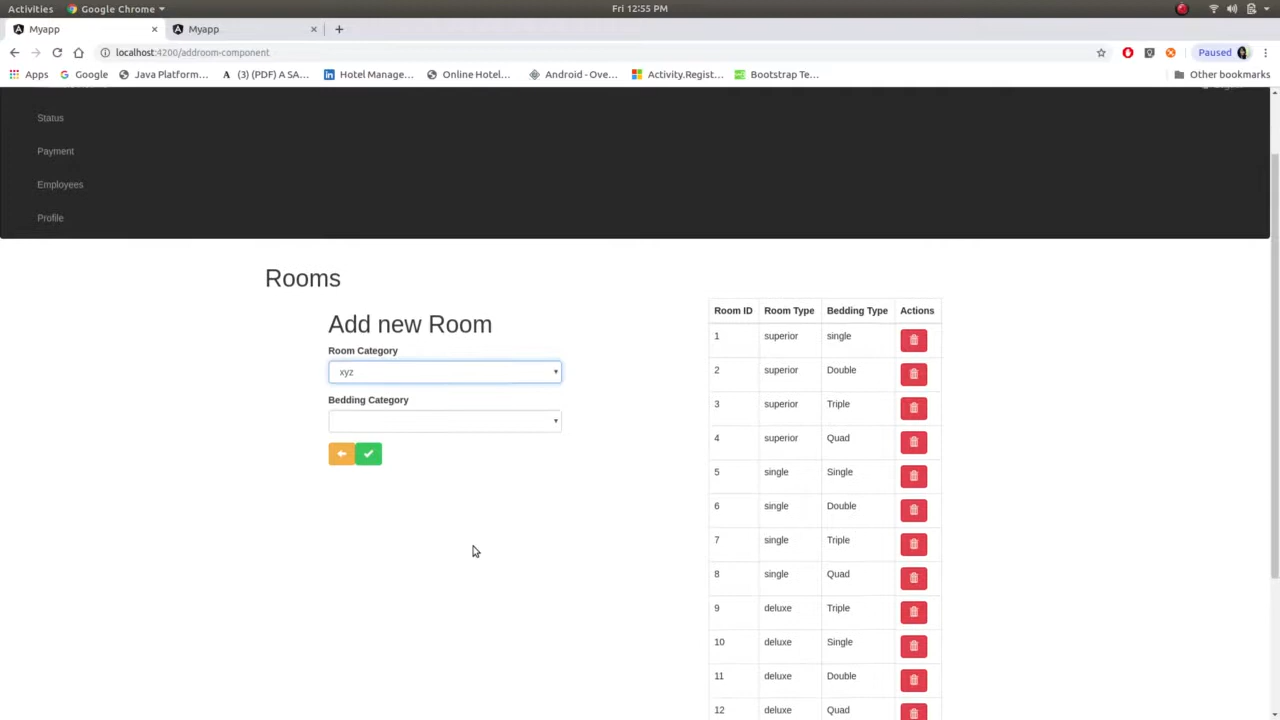 Activities Google Chrome Fri 12:55 PM
Myapp Myapp
localhost:4200/addroom-component Paused
Apps Google Java Platform… (3) (PDF) A SA… Hotel Manage… Online Hotel… Android - Ove… Activity.Regist… Bootstrap Te… Other bookmarks
Status
Payment
Employees
Profile
Rooms
Add new Room
Room Category
xyz
Bedding Category
Room ID Room Type Bedding Type Actions
1 superior single
2 superior Double
3 superior Triple
4 superior Quad
5 single Single
6 single Double
7 single Triple
8 single Quad
9 deluxe Triple
10 deluxe Single
11 deluxe Double
12 deluxe Quad